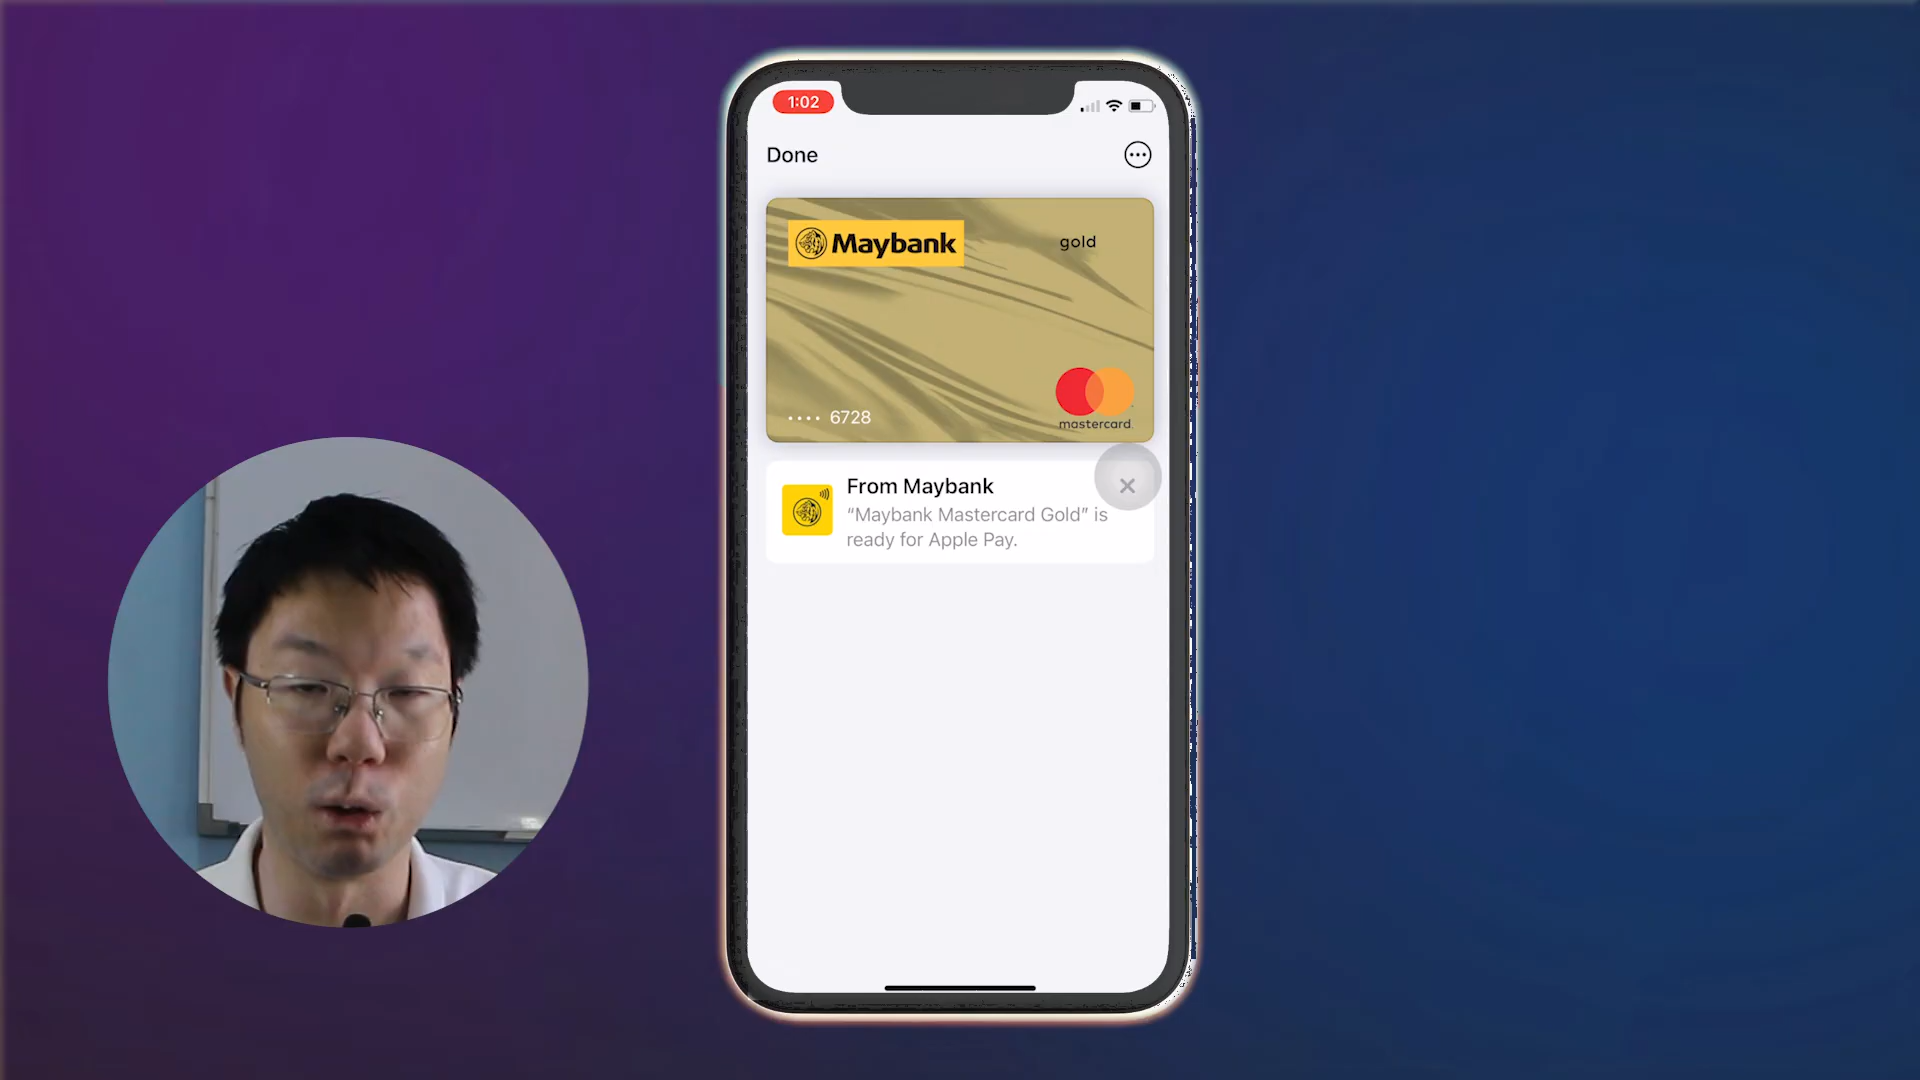 1:02
Done
Maybank
gold
•••• 6728
mastercard
From Maybank
“Maybank Mastercard Gold” is
ready for Apple Pay.